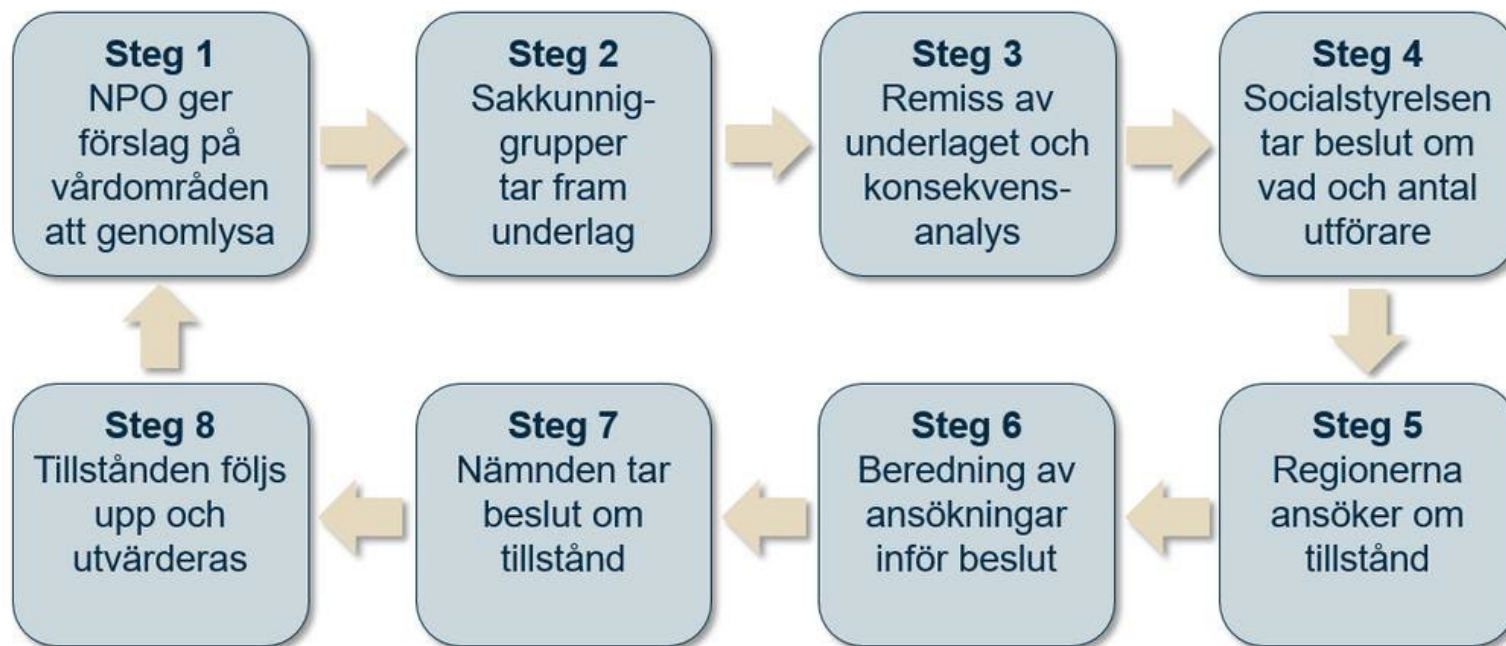 Steg 1
NPO ger
förslag på
vårdområden
att genomlysa
Steg 2
Sakkunnig-
grupper
tar fram
underlag
Steg 3
Remiss av
underlaget och
konsekvens-
analys
Steg 4
Socialstyrelsen
tar beslut om
vad och antal
utförare
Steg 5
Regionerna
ansöker om
tillstånd
Steg 6
Beredning av
ansökningar
inför beslut
Steg 7
Nämnden tar
beslut om
tillstånd
Steg 8
Tillstånden följs
upp och
utvärderas